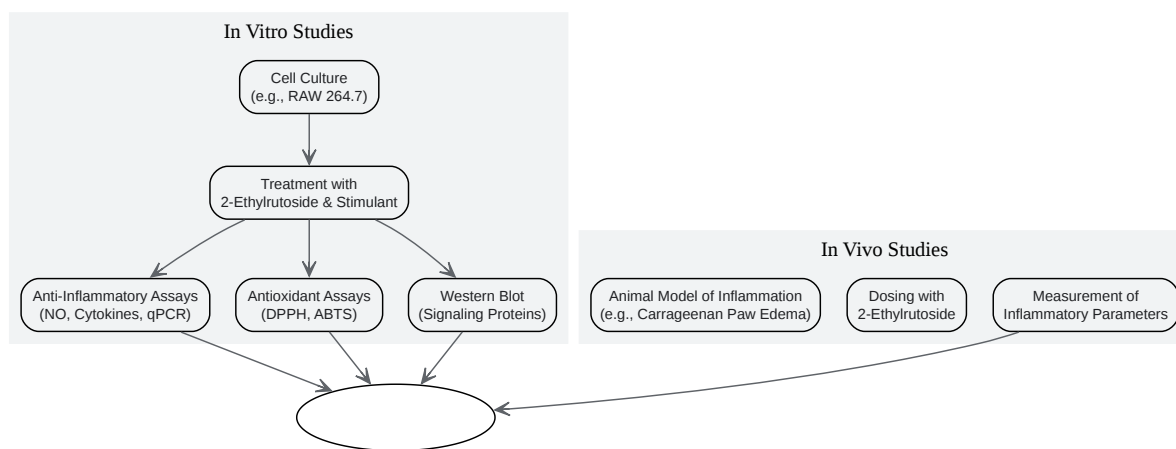 In Vitro Studies
Cell Culture
(e.g., RAW 264.7)
Treatment with
2-Ethylrutoside & Stimulant
Anti-Inflammatory Assays
(NO, Cytokines, qPCR)
Antioxidant Assays
(DPPH, ABTS)
Western Blot
(Signaling Proteins)
In Vivo Studies
Animal Model of Inflammation
(e.g., Carrageenan Paw Edema)
Dosing with
2-Ethylrutoside
Measurement of
Inflammatory Parameters